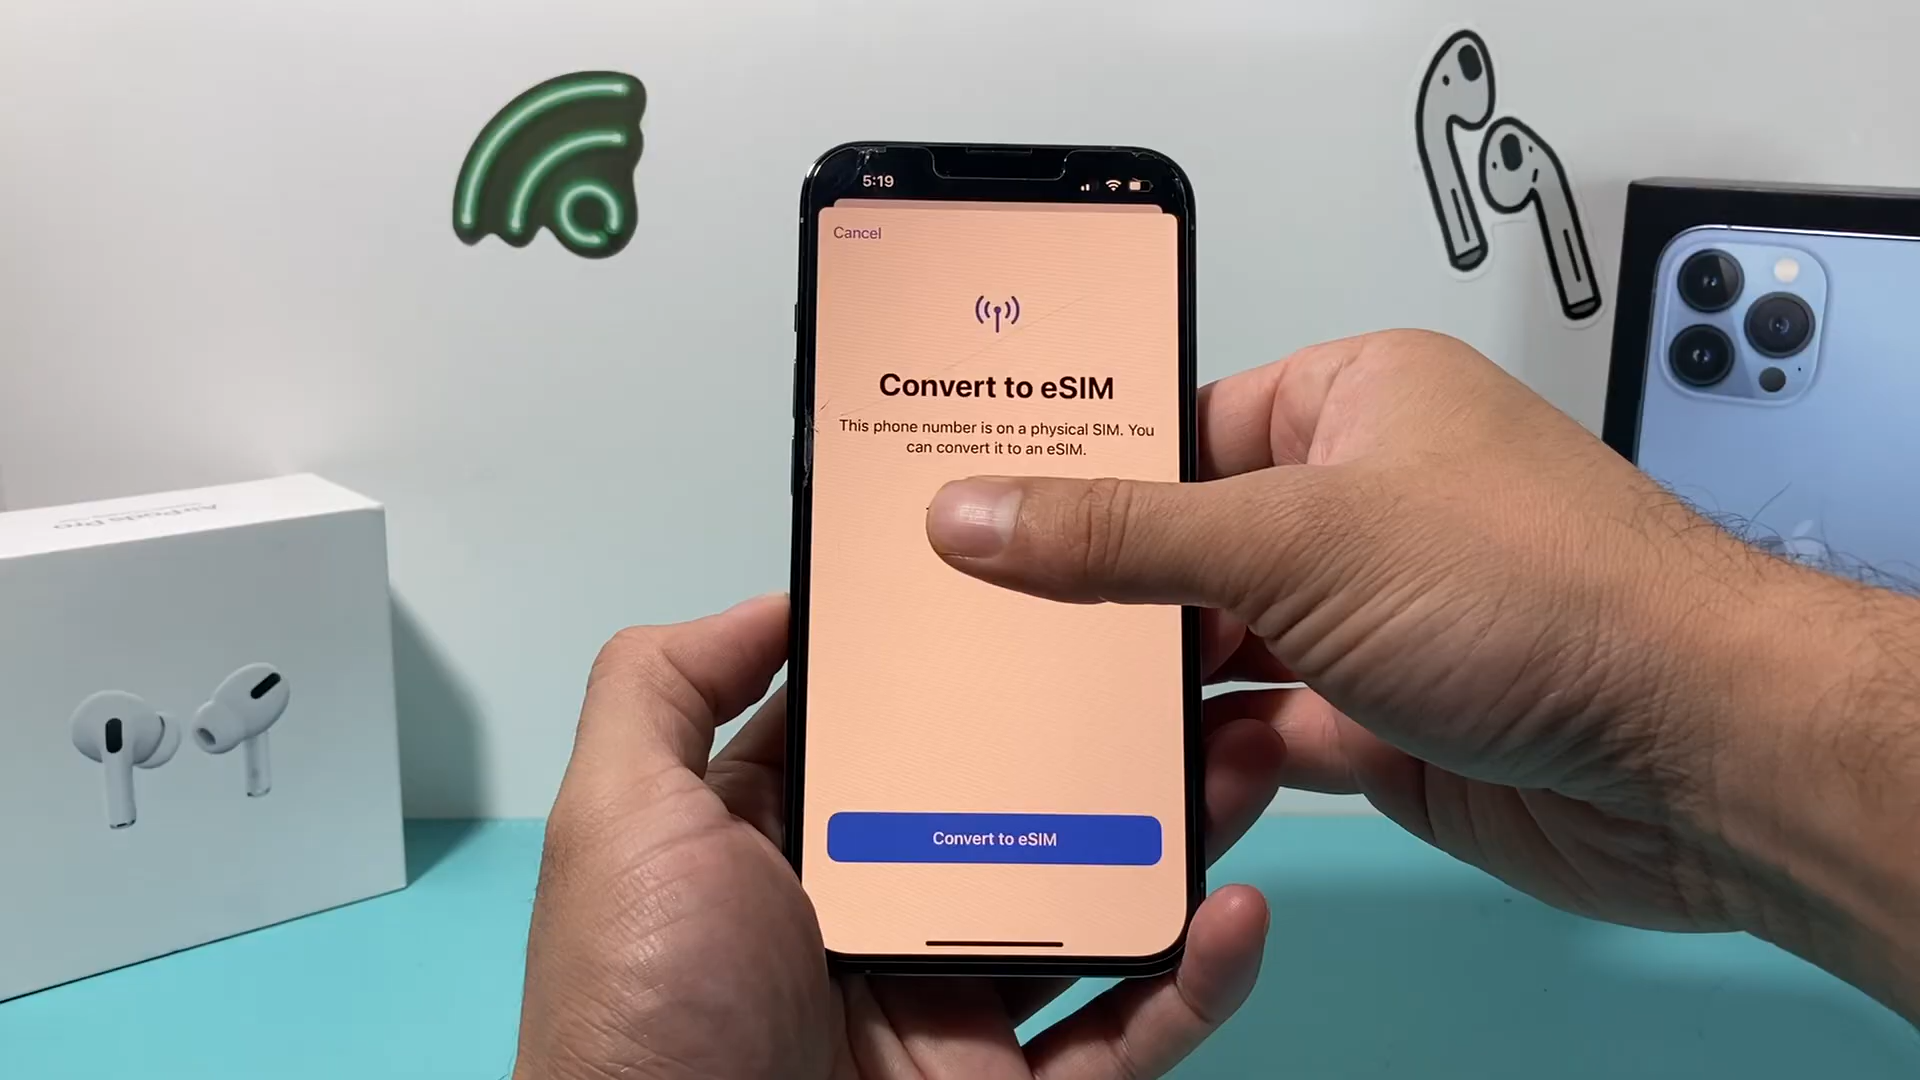 5:19
Cancel
Convert to eSIM
This phone number is on a physical SIM. You
can convert it to an eSIM.
Convert to eSIM
AirPods Pro